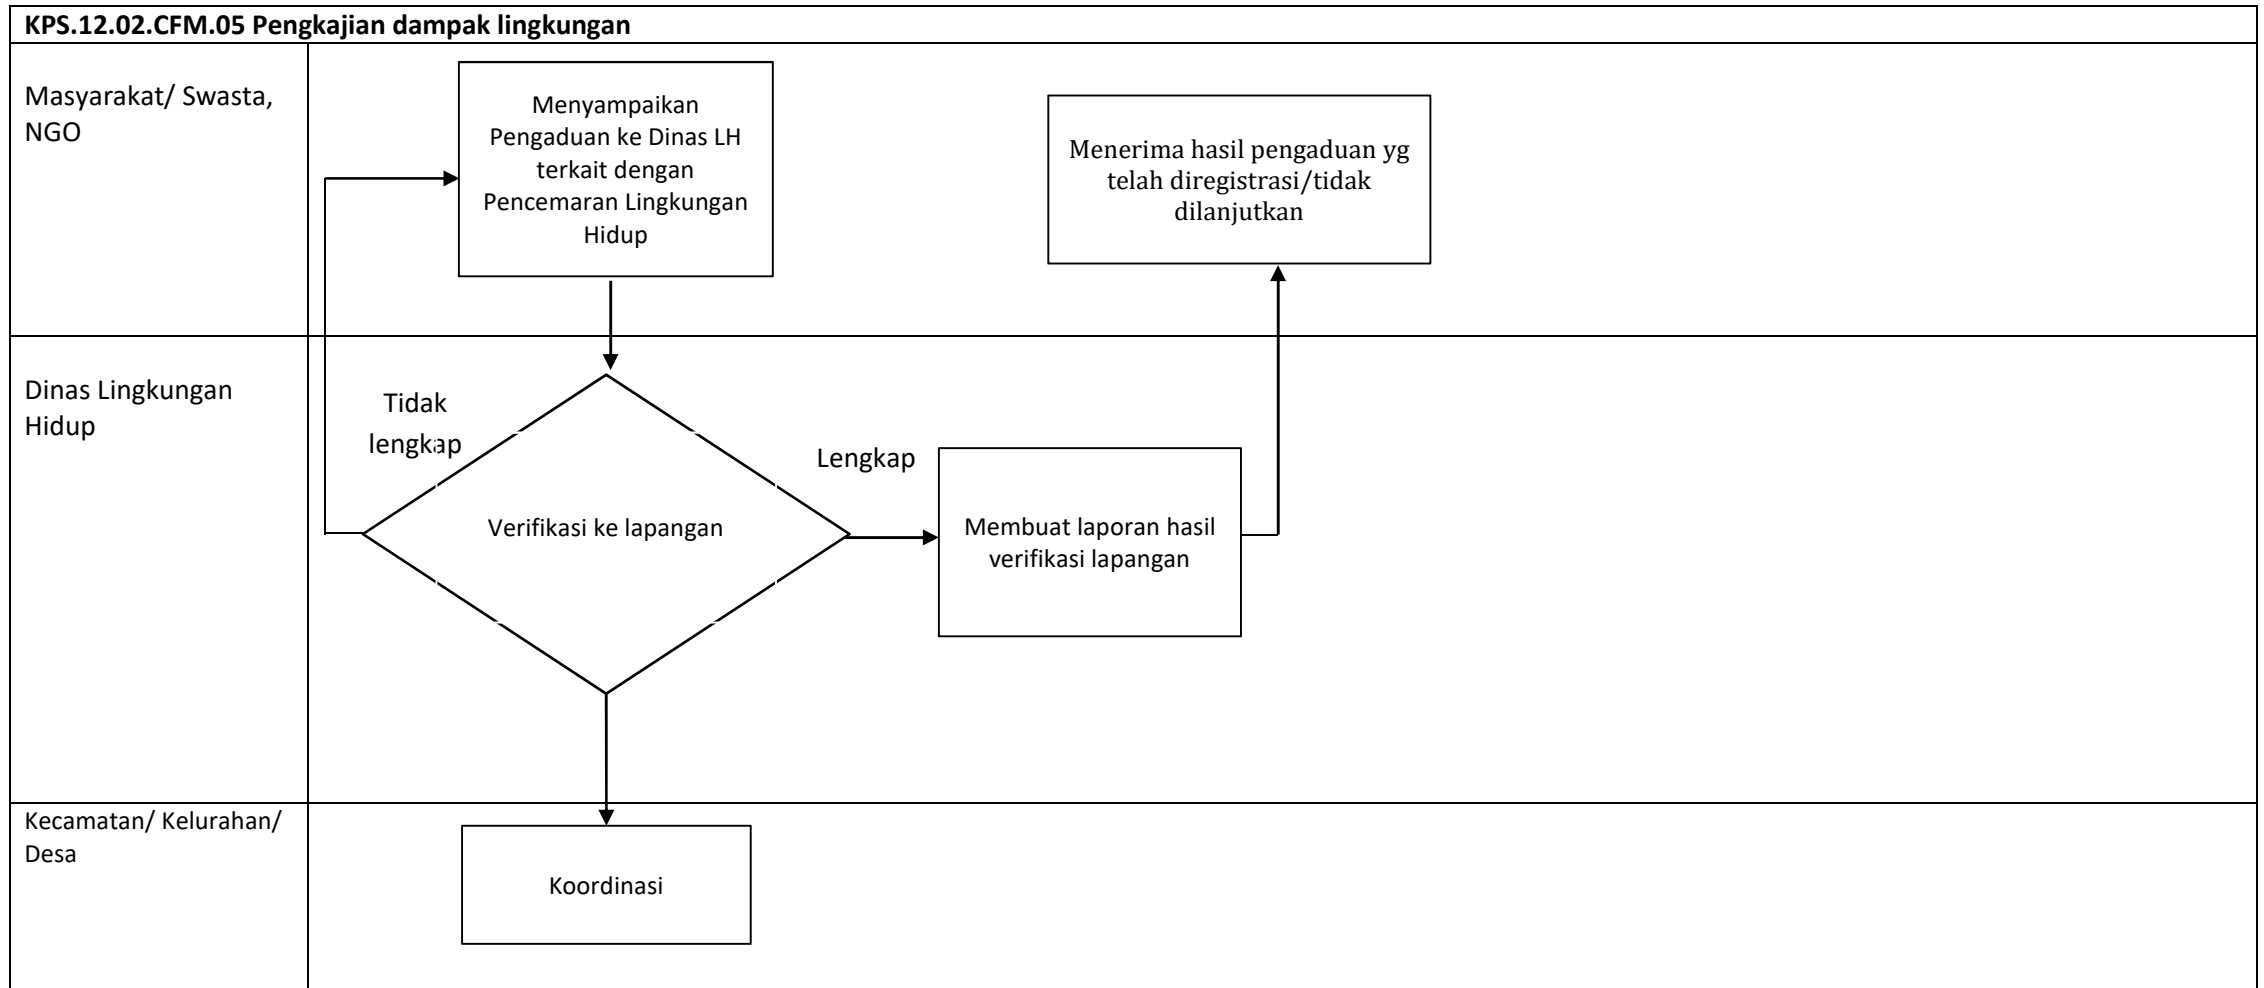 KPS.12.02.CFM.05 Pengkajian dampak lingkungan
Masyarakat/ Swasta,
NGO
Menyampaikan
Pengaduan ke Dinas LH
terkait dengan
Pencemaran Lingkungan
Hidup
Menerima hasil pengaduan yg
telah diregistrasi/tidak
dilanjutkan
Dinas Lingkungan
Hidup
Tidak
lengkap
Verifikasi ke lapangan
Lengkap
Membuat laporan hasil
verifikasi lapangan
Kecamatan/ Kelurahan/
Desa
Koordinasi